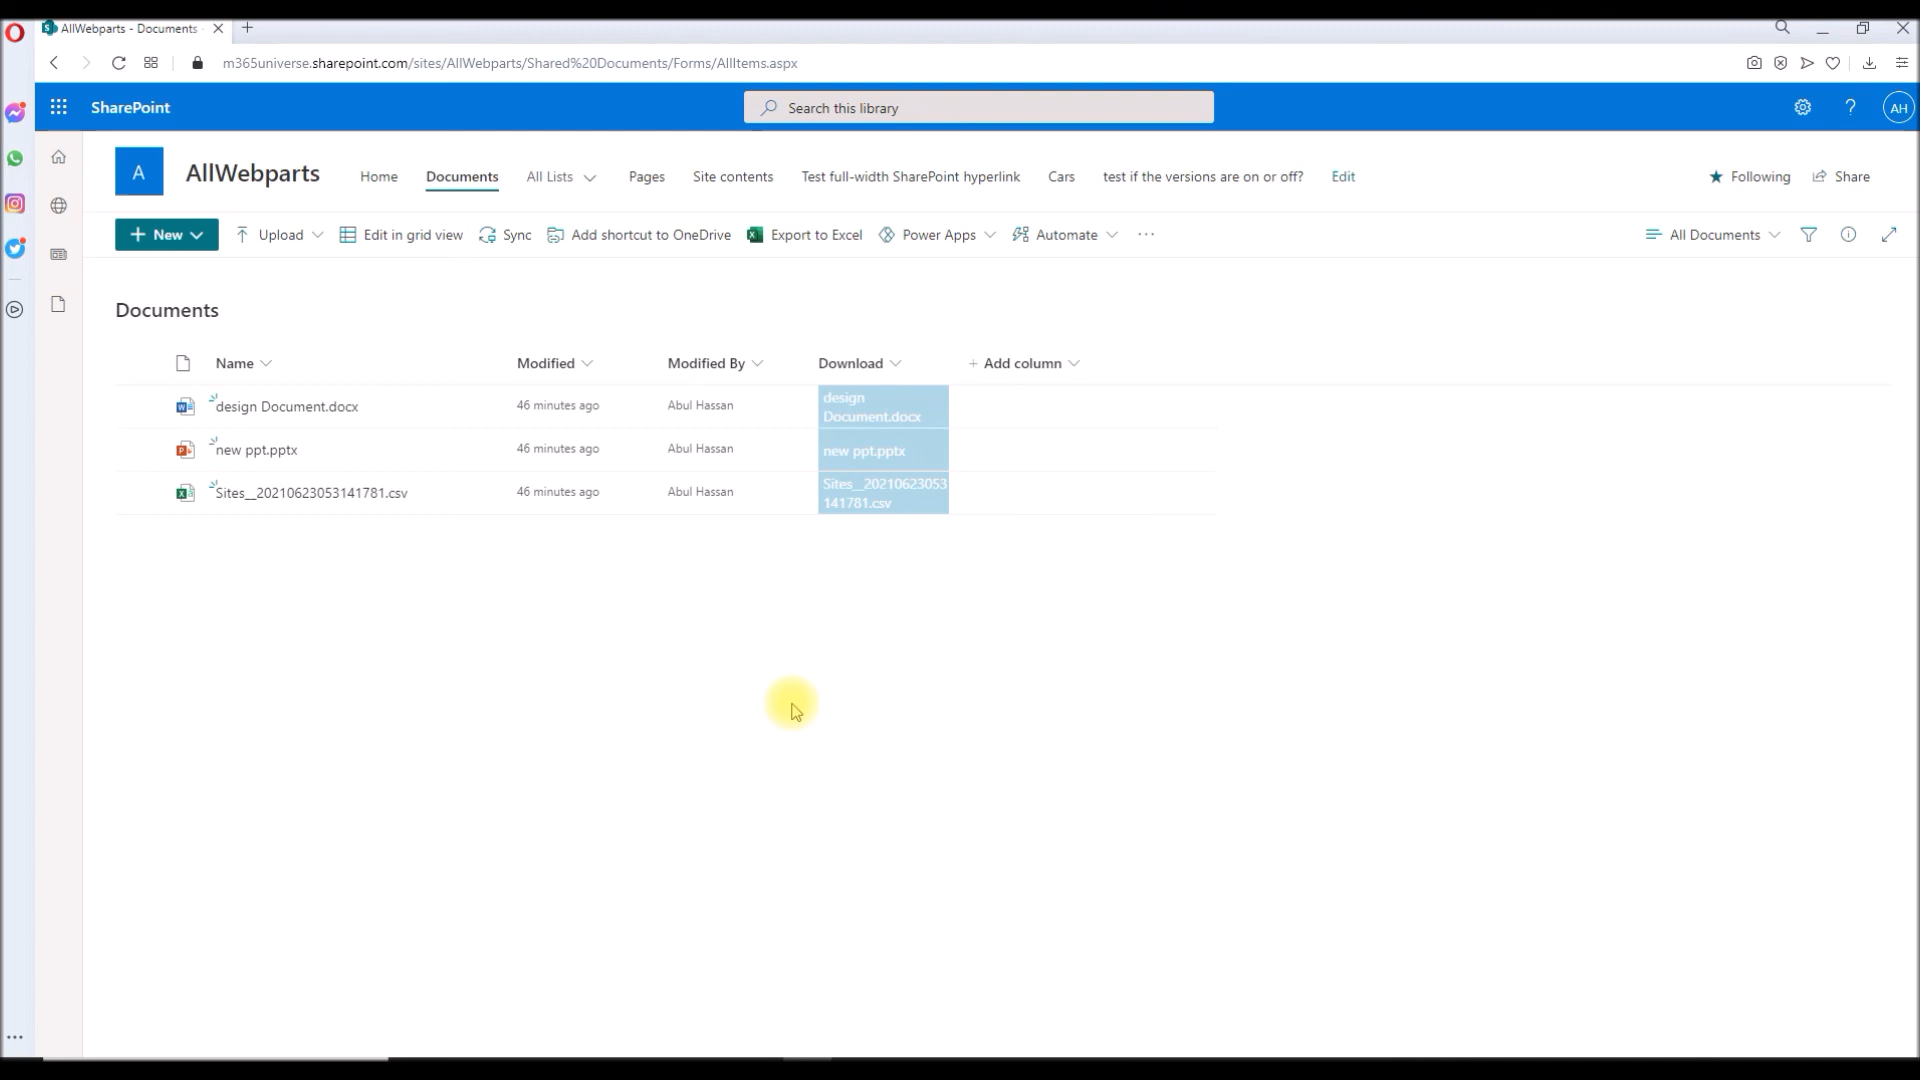 AllWebparts - Documents
m365universe.sharepoint.com/sites/AllWebparts/Shared%20Documents/Forms/AllItems.aspx
SharePoint
Search this library
?
AH
A
AllWebparts
Home
Documents
All Lists
Pages
Site contents
Test full-width SharePoint hyperlink
Cars
test if the versions are on or off?
Edit
Following
Share
+ New
Upload
Edit in grid view
Sync
Add shortcut to OneDrive
Export to Excel
Power Apps
Automate
...
All Documents
Documents
Name
Modified
Modified By
Download
+ Add column
design Document.docx
46 minutes ago
Abul Hassan
design
Document.docx
new ppt.pptx
46 minutes ago
Abul Hassan
new ppt.pptx
Sites__20210623053141781.csv
46 minutes ago
Abul Hassan
Sites__20210623053
141781.csv